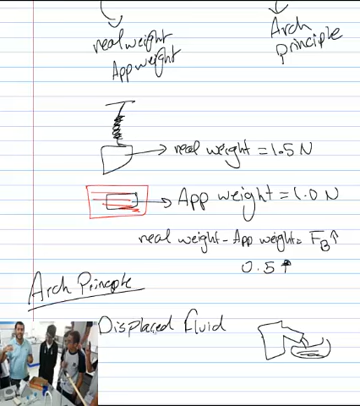 real weight
App weight
Arch
principle
real weight = 1.5 N
App weight = 1.0 N
real weight - App weight = FB↑
0.5 ↑
Arch Principle
Displaced fluid